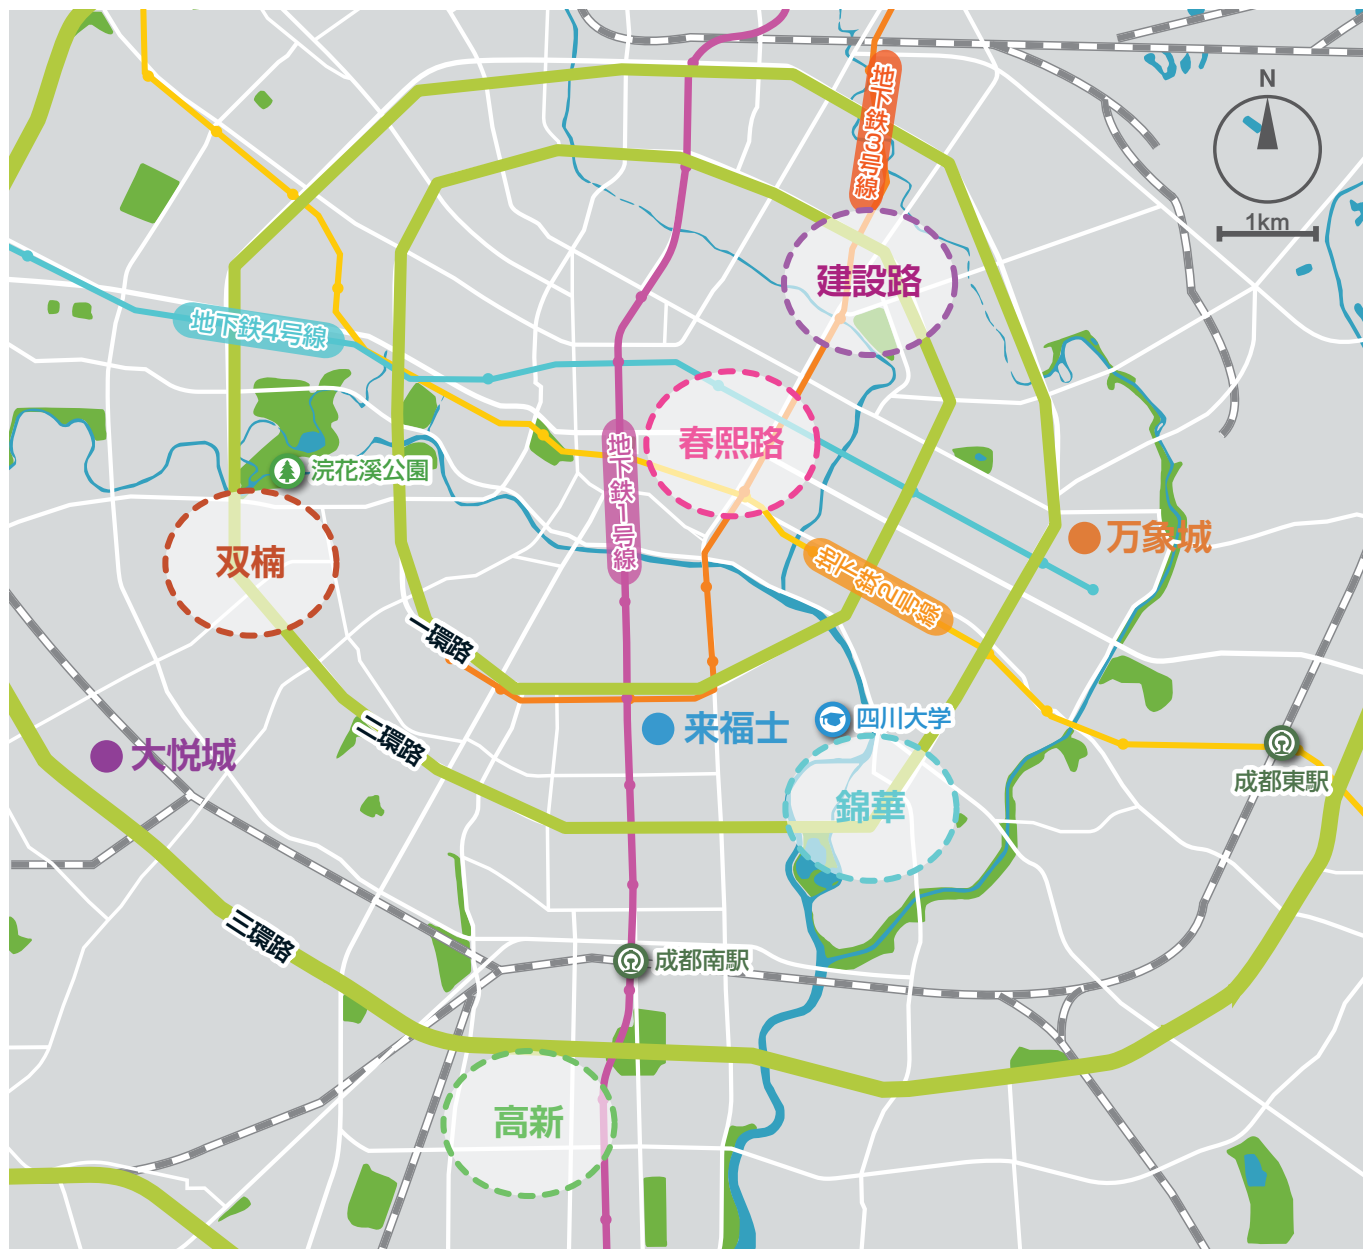 N
1km
地下鉄3号線
建設路
地下鉄4号線
春熙路
地下鉄1号線
浣花溪公園
万象城
双楠
地下鉄2号線
一環路
四川大学
来福士
二環路
大悦城
成都東駅
錦華
三環路
成都南駅
高新